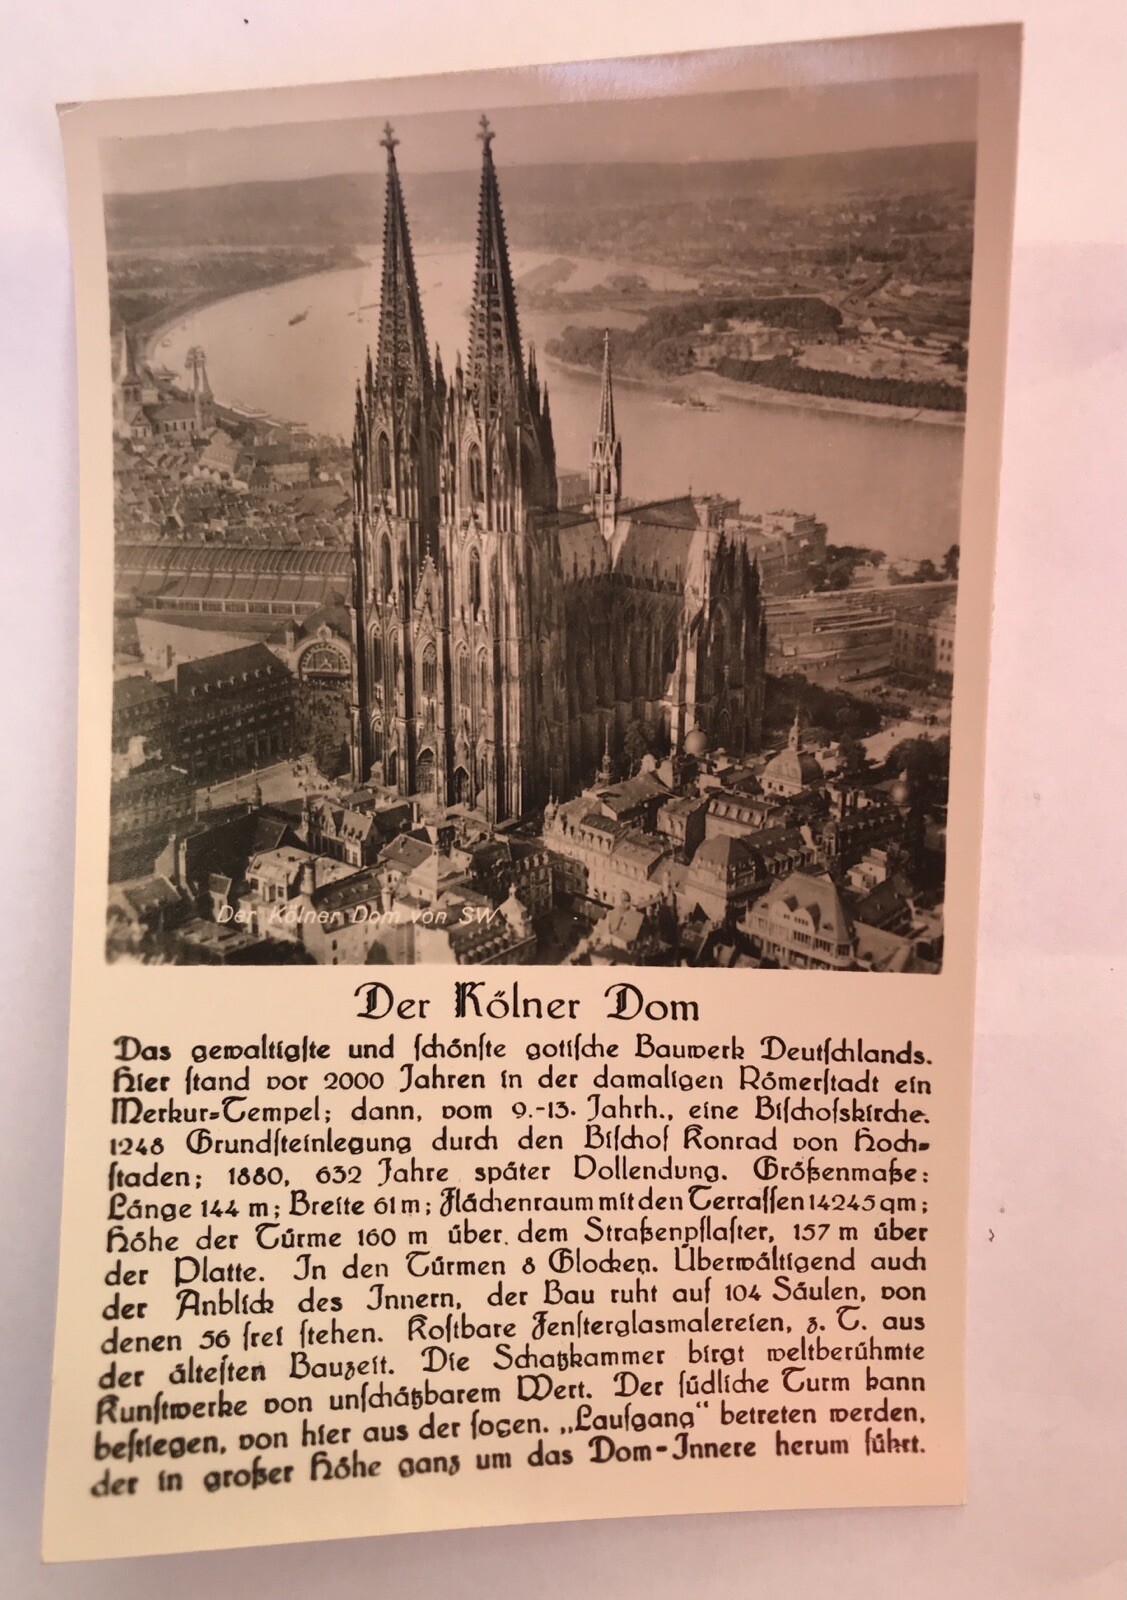 Der Kölner Dom von SW
Der Kölner Dom
Das gewaltigste und schönste gotische Bauwerk Deutschlands.
Hier stand vor 2000 Jahren in der damaligen Römerstadt ein
Merkur-Tempel; dann, vom 9.-13. Jahrh., eine Bischofskirche.
1248 Grundsteinlegung durch den Bischof Konrad von Hoch-
staden; 1880, 632 Jahre später Vollendung. Größenmaße:
Länge 144 m; Breite 61 m; Flächenraum mit den Terrassen 14245 qm;
Höhe der Türme 160 m über dem Straßenpflaster, 157 m über
der Platte. In den Türmen 8 Glocken. Überwältigend auch
der Anblick des Innern, der Bau ruht auf 104 Säulen, von
denen 56 frei stehen. Kostbare Fensterglasmalereien, z. T. aus
der ältesten Bauzeit. Die Schatzkammer birgt weltberühmte
Kunstwerke von unschätzbarem Wert. Der südliche Turm kann
bestiegen, von hier aus der sogen. „Laufgang" betreten werden,
der in großer Höhe ganz um das Dom-Innere herum führt.